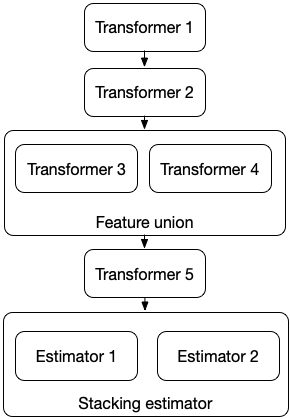 Transformer 1
Transformer 2
Transformer 3
Transformer 4
Feature union
Transformer 5
Estimator 1
Estimator 2
Stacking estimator